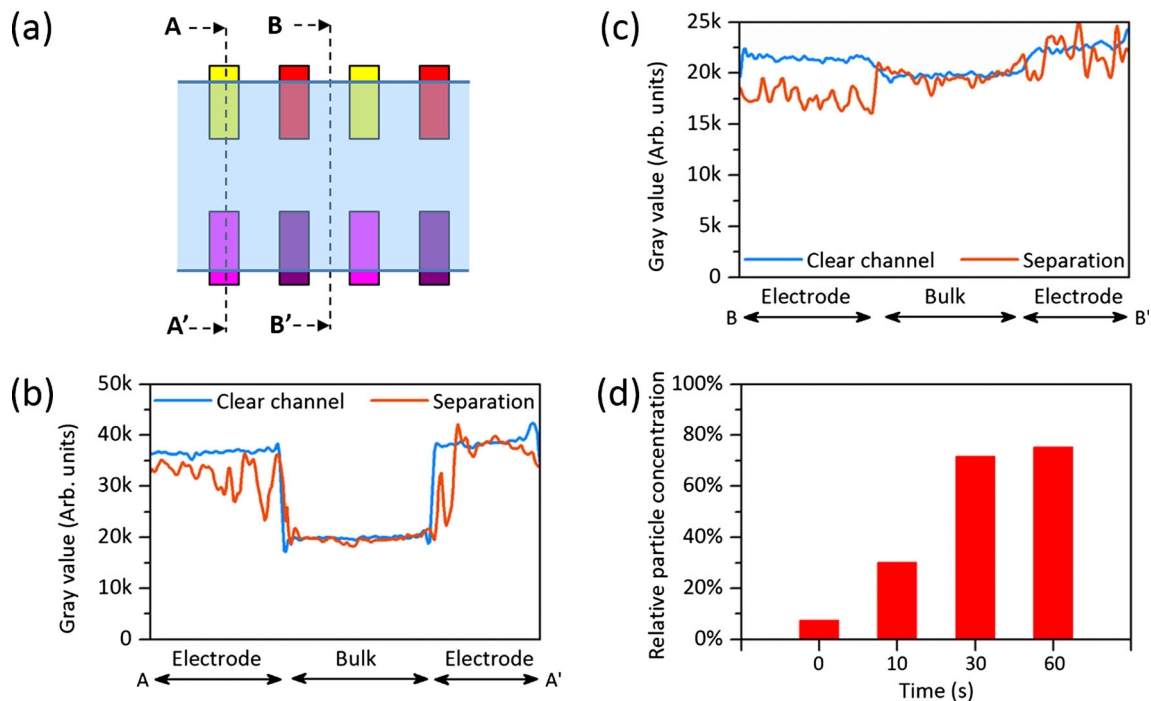 (a)
A
B
A’
B’
(b)
50k
40k
30k
20k
10k
0
Gray value (Arb. units)
Clear channel
Separation
Electrode
Bulk
Electrode
A
A'
(c)
25k
20k
15k
10k
5k
0
Gray value (Arb. units)
Clear channel
Separation
Electrode
Bulk
Electrode
B
B'
(d)
100%
80%
60%
40%
20%
0%
Relative particle concentration
0 10 30 60
Time (s)